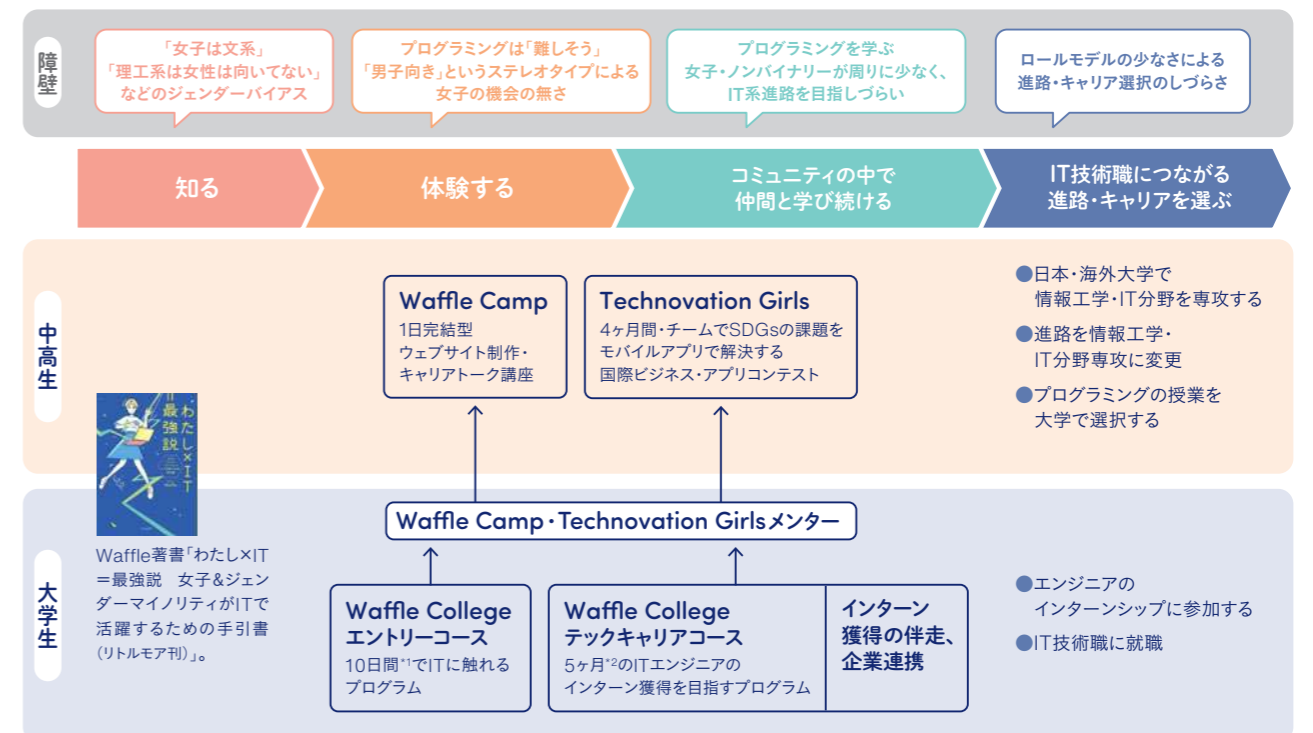 障壁
「女子は文系」
「理工系は女性は向いてない」
などのジェンダーバイアス
プログラミングは「難しそう」
「男子向き」というステレオタイプによる
女子の機会の無さ
プログラミングを学ぶ
女子・ノンバイナリーが周りに少なく、
IT系進路を目指しづらい
ロールモデルの少なさによる
進路・キャリア選択のしづらさ
知る
体験する
コミュニティの中で
仲間と学び続ける
IT技術職につながる
進路・キャリアを選ぶ
中高生
Waffle Camp
1日完結型
ウェブサイト制作・
キャリアトーク講座
Technovation Girls
4ヶ月間・チームでSDGsの課題を
モバイルアプリで解決する
国際ビジネス・アプリコンテスト
●日本・海外大学で
情報工学・IT分野を専攻する
●進路を情報工学・
IT分野専攻に変更
●プログラミングの授業を
大学で選択する
わたし×IT
=最強説
Waffle Camp・Technovation Girlsメンター
大学生
Waffle著書「わたし×IT
=最強説　女子&ジェン
ダーマイノリティがITで
活躍するための手引書
(リトルモア刊)」。
Waffle College
エントリーコース
10日間*1でITに触れる
プログラム
Waffle College
テックキャリアコース
5ヶ月*2のITエンジニアの
インターン獲得を目指すプログラム
インターン
獲得の伴走、
企業連携
●エンジニアの
インターンシップに参加する
●IT技術職に就職